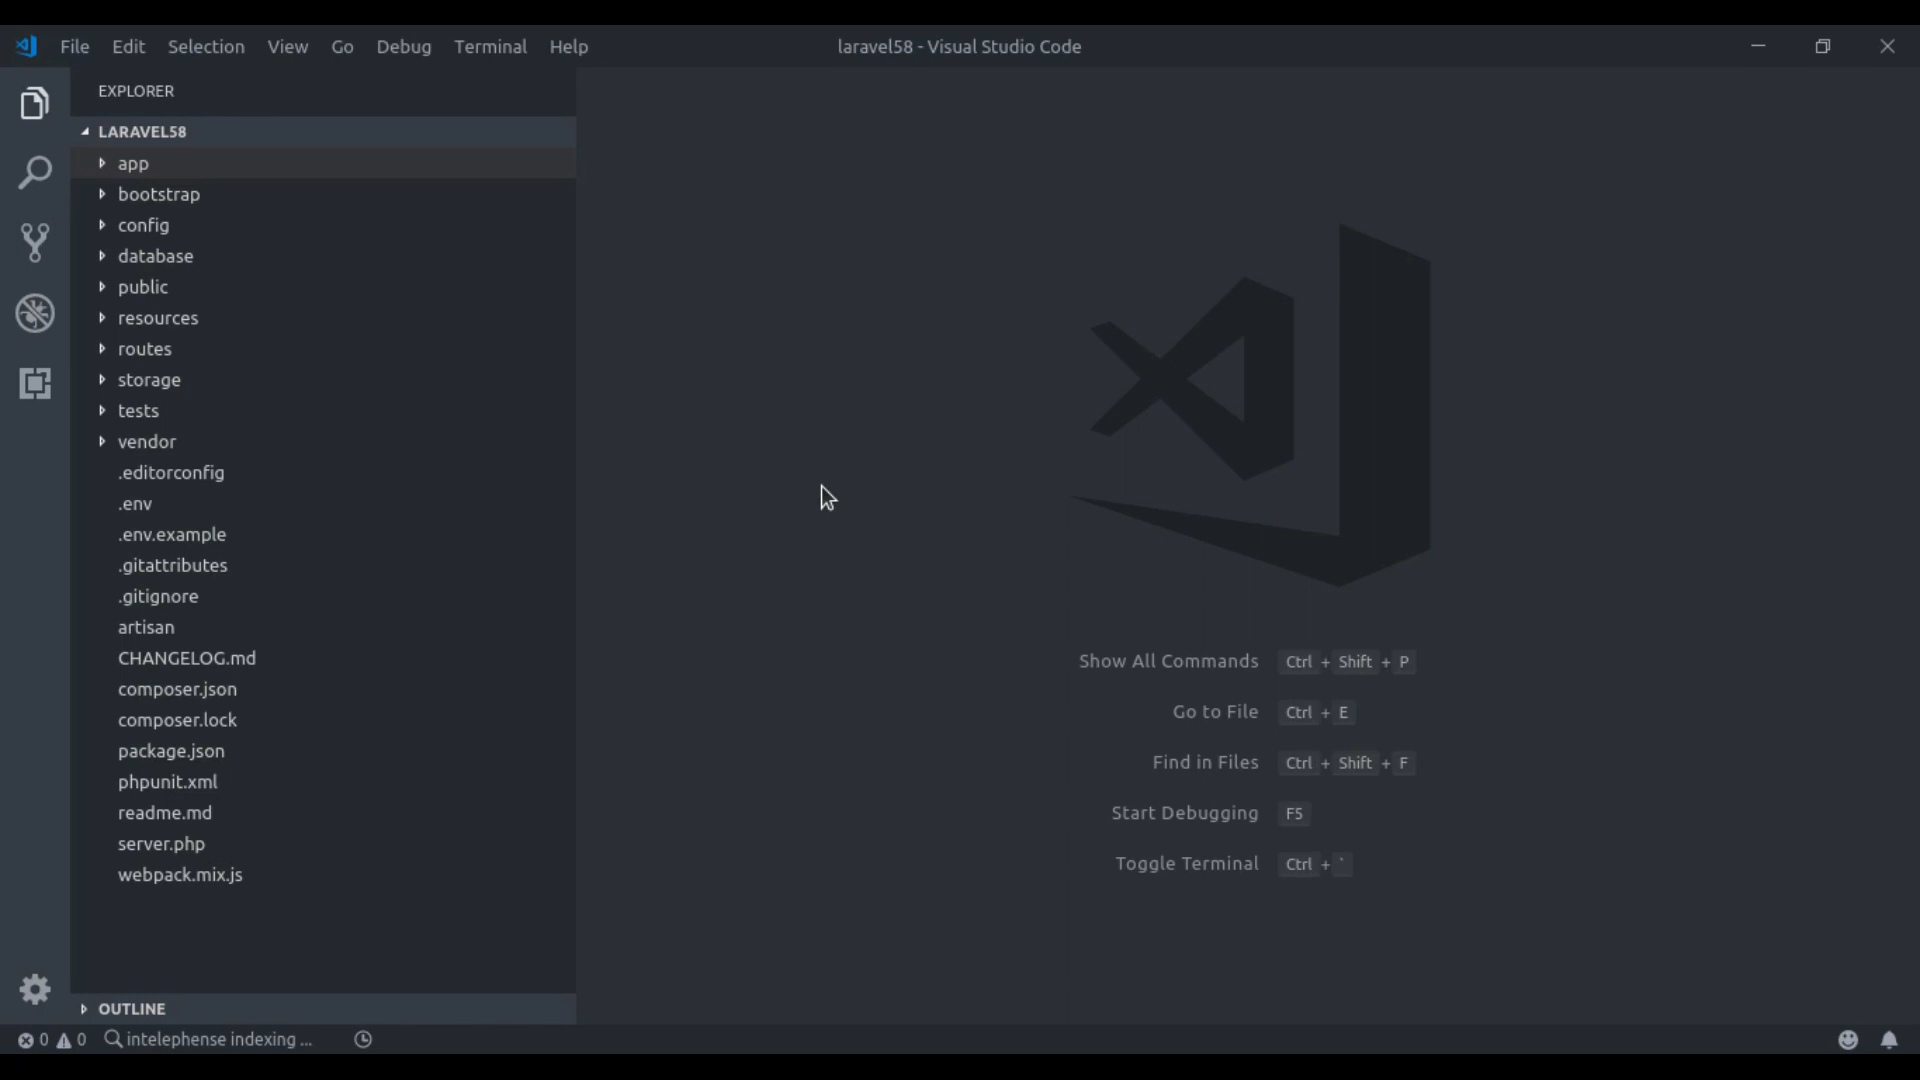 File Edit Selection View Go Debug Terminal Help
laravel58 - Visual Studio Code
EXPLORER
LARAVEL58
app
bootstrap
config
database
public
resources
routes
storage
tests
vendor
.editorconfig
.env
.env.example
.gitattributes
.gitignore
artisan
CHANGELOG.md
composer.json
composer.lock
package.json
phpunit.xml
readme.md
server.php
webpack.mix.js
OUTLINE
Show All Commands Ctrl + Shift + P
Go to File Ctrl + E
Find in Files Ctrl + Shift + F
Start Debugging F5
Toggle Terminal Ctrl + `
0 0 intelephense indexing ...